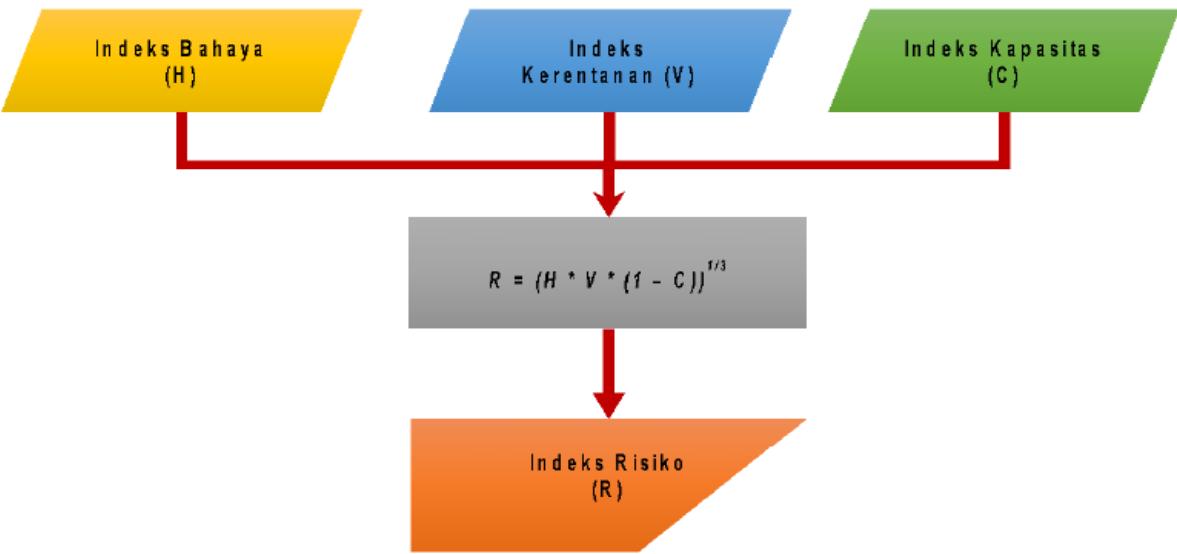 Indeks Bahaya
(H)
Indeks
Kerentanan (V)
Indeks Kapasitas
(C)
R = (H * V * (1 – C))^1/3
Indeks Risiko
(R)